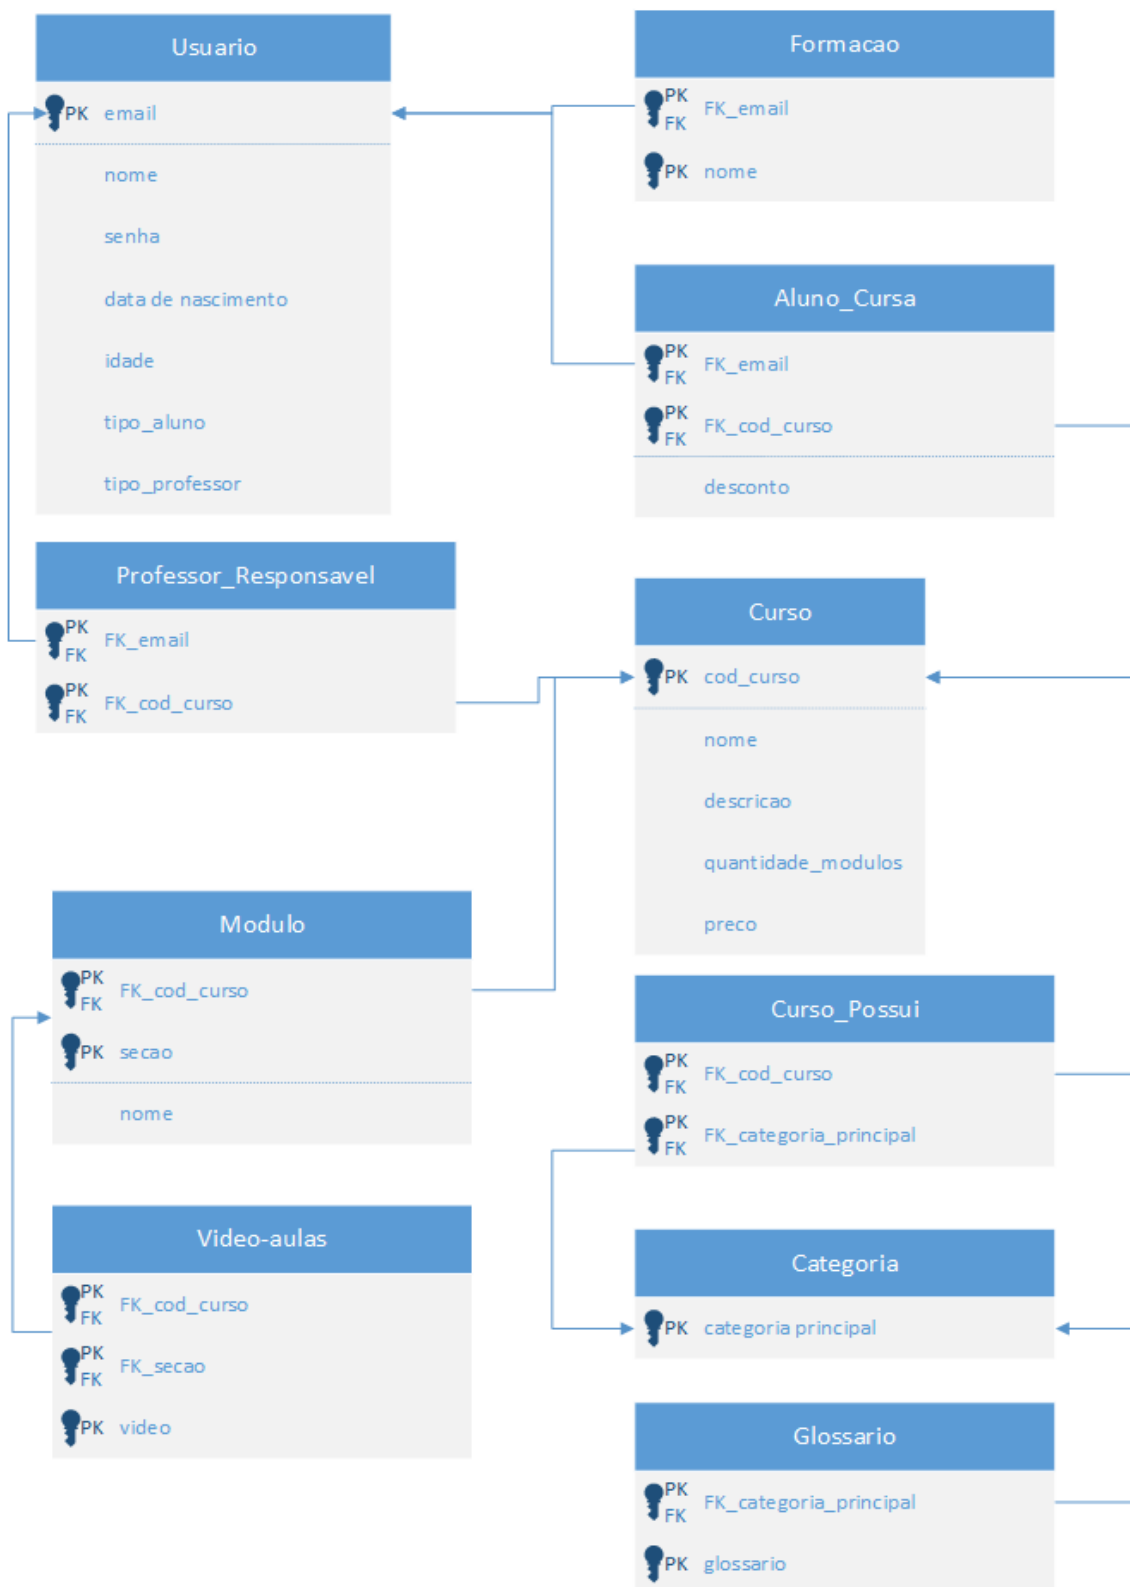 Usuario
PK email
nome
senha
data de nascimento
idade
tipo_aluno
tipo_professor
Formacao
PK
FK
FK_email
PK nome
Aluno_Cursa
PK
FK
FK_email
PK
FK
FK_cod_curso
desconto
Professor_Responsavel
PK
FK
FK_email
PK
FK
FK_cod_curso
Curso
PK cod_curso
nome
descricao
quantidade_modulos
preco
Modulo
PK
FK
FK_cod_curso
PK secao
nome
Curso_Possui
PK
FK
FK_cod_curso
PK
FK
FK_categoria_principal
Video-aulas
PK
FK
FK_cod_curso
PK
FK
FK_secao
PK video
Categoria
PK categoria principal
Glossario
PK
FK
FK_categoria_principal
PK glossario